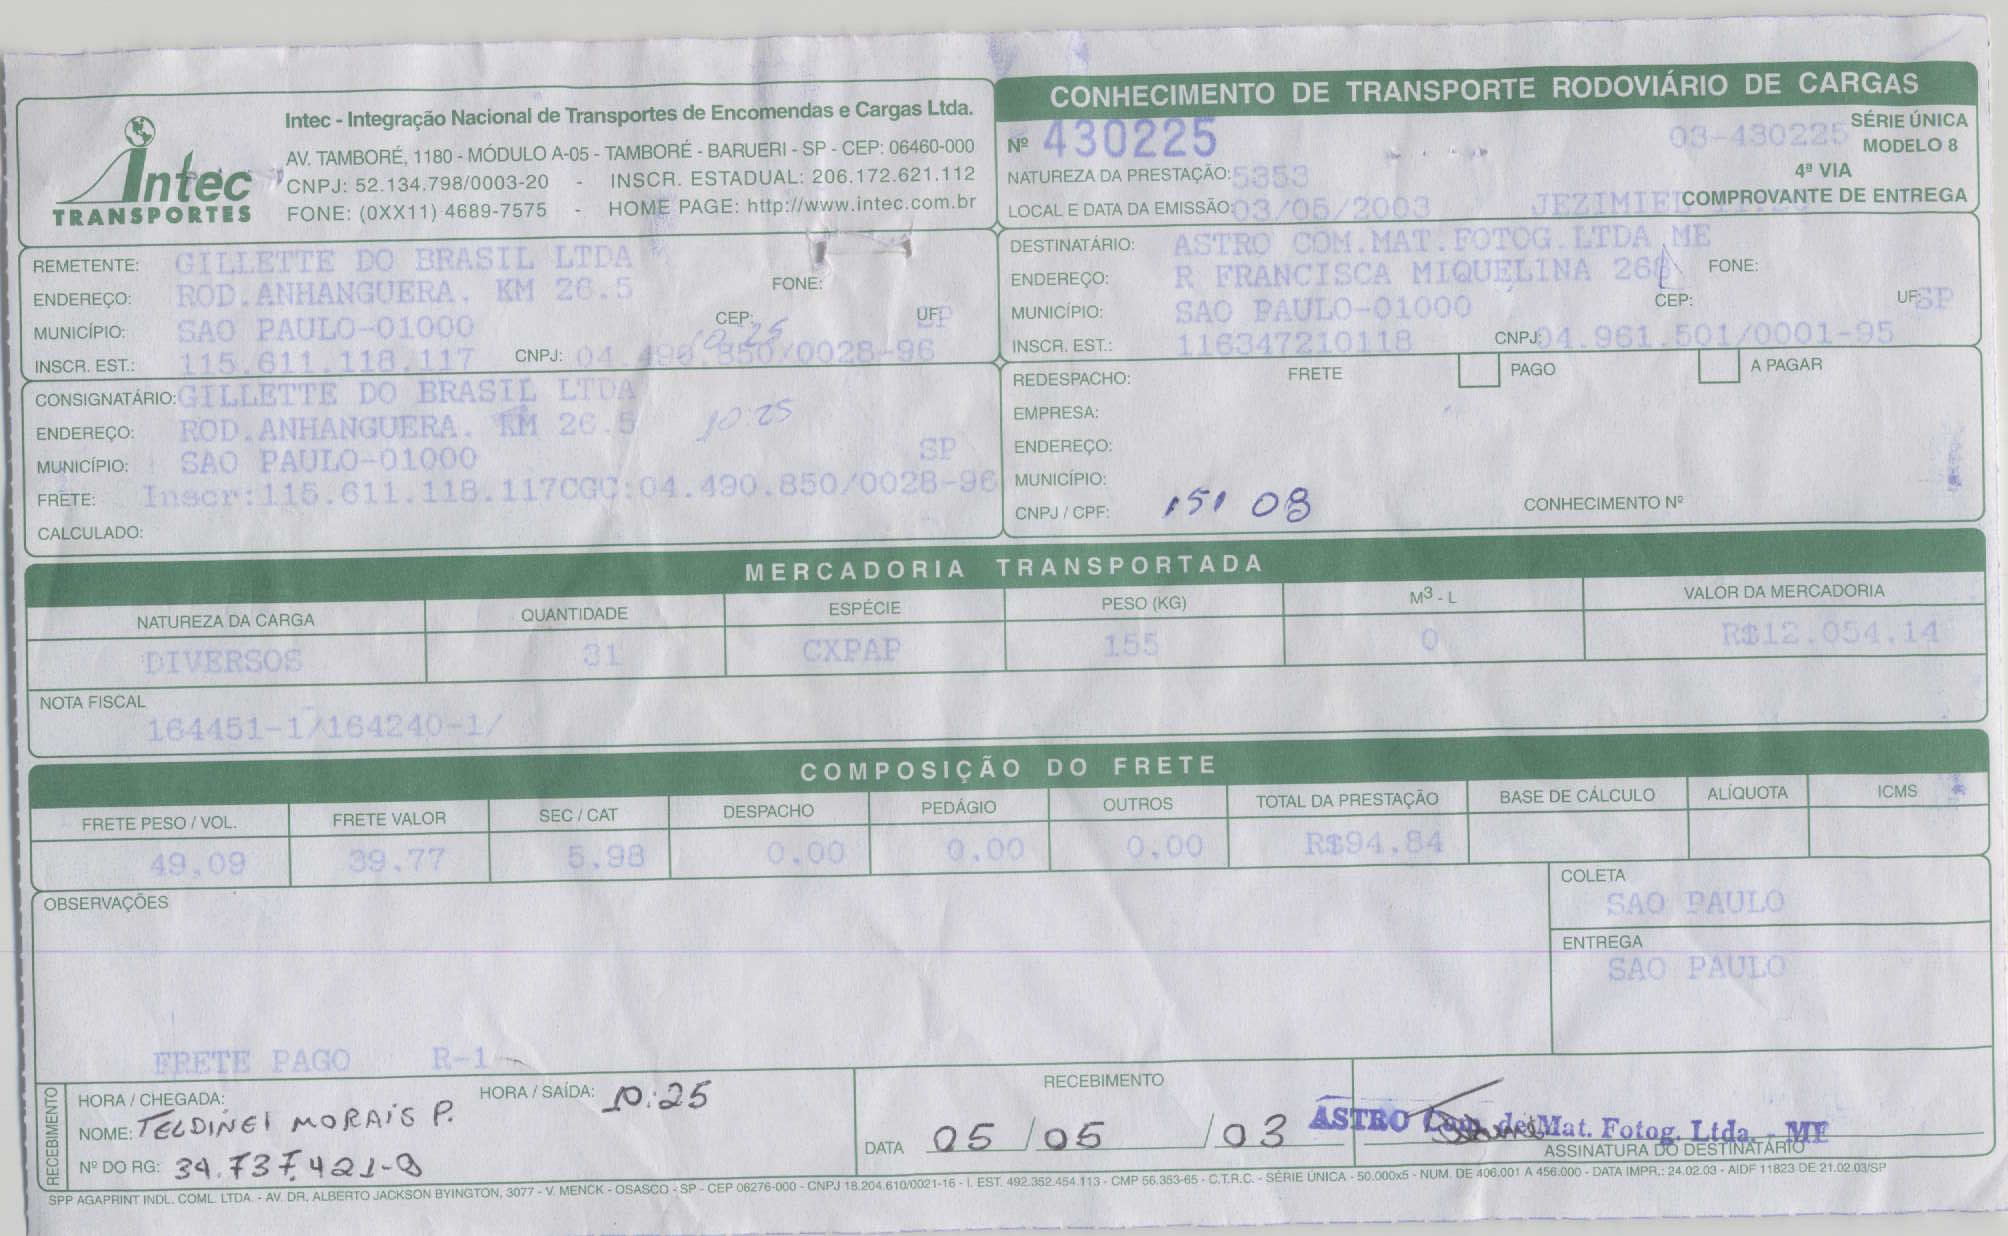 Intec
TRANSPORTES
Intec - Integração Nacional de Transportes de Encomendas e Cargas Ltda.
AV. TAMBORÉ, 1180 - MÓDULO A-05 - TAMBORÉ - BARUERI - SP - CEP: 06460-000
CNPJ: 52.134.798/0003-20 - INSCR. ESTADUAL: 206.172.621.112
FONE: (0XX11) 4689-7575 - HOME PAGE: http://www.intec.com.br
CONHECIMENTO DE TRANSPORTE RODOVIÁRIO DE CARGAS
Nº 430225 03-430225 SÉRIE ÚNICA
MODELO 8
NATUREZA DA PRESTAÇÃO: 5353 4ª VIA
LOCAL E DATA DA EMISSÃO: 03/05/2003 JEZIMIEL COMPROVANTE DE ENTREGA
REMETENTE: GILLETTE DO BRASIL LTDA
ENDEREÇO: ROD.ANHANGUERA. KM 26.5 FONE:
MUNICÍPIO: SAO PAULO-01000 CEP: UF: SP
10:25
INSCR. EST.: 115.611.118.117 CNPJ: 04.490.850/0028-96
DESTINATÁRIO: ASTRO COM.MAT.FOTOG.LTDA ME
ENDEREÇO: R FRANCISCA MIQUELINA 268 FONE:
MUNICÍPIO: SAO PAULO-01000 CEP: UF: SP
INSCR. EST.: 116347210118 CNPJ: 04.961.501/0001-95
CONSIGNATÁRIO: GILLETTE DO BRASIL LTDA
ENDEREÇO: ROD.ANHANGUERA. KM 26.5 10:25
MUNICÍPIO: SAO PAULO-01000 SP
FRETE: Inscr:115.611.118.117CGC:04.490.850/0028-96
CALCULADO:
REDESPACHO: FRETE PAGO A PAGAR
EMPRESA:
ENDEREÇO:
MUNICÍPIO:
CNPJ / CPF: 151 08 CONHECIMENTO Nº
MERCADORIA TRANSPORTADA
NATUREZA DA CARGA QUANTIDADE ESPÉCIE PESO (KG) M3 - L VALOR DA MERCADORIA
DIVERSOS 31 CXPAP 155 0 R$12.054,14
NOTA FISCAL
164451-1/164240-1/
COMPOSIÇÃO DO FRETE
FRETE PESO / VOL. FRETE VALOR SEC / CAT DESPACHO PEDÁGIO OUTROS TOTAL DA PRESTAÇÃO BASE DE CÁLCULO ALÍQUOTA ICMS
49,09 39,77 5,98 0,00 0,00 0,00 R$94,84
OBSERVAÇÕES
COLETA
SAO PAULO
ENTREGA
SAO PAULO
FRETE PAGO R-1
RECEBIMENTO
HORA / CHEGADA: HORA / SAÍDA: 10:25
NOME: TELDINEI MORAIS P.
Nº DO RG: 34.737.421-8
RECEBIMENTO
DATA 05 / 05 / 03
ASTRO Com. de Mat. Fotog. Ltda. - ME
ASSINATURA DO DESTINATÁRIO
SPP AGAPRINT INDL. COML. LTDA. - AV. DR. ALBERTO JACKSON BYINGTON, 3077 - V. MENCK - OSASCO - SP - CEP 06276-000 - CNPJ 18.204.610/0021-16 - I. EST. 492.352.454.113 - CMP 56.353-65 - C.T.R.C. - SÉRIE ÚNICA - 50.000x5 - NUM. DE 406.001 A 456.000 - DATA IMPR.: 24.02.03 - AIDF 11823 DE 21.02.03/SP